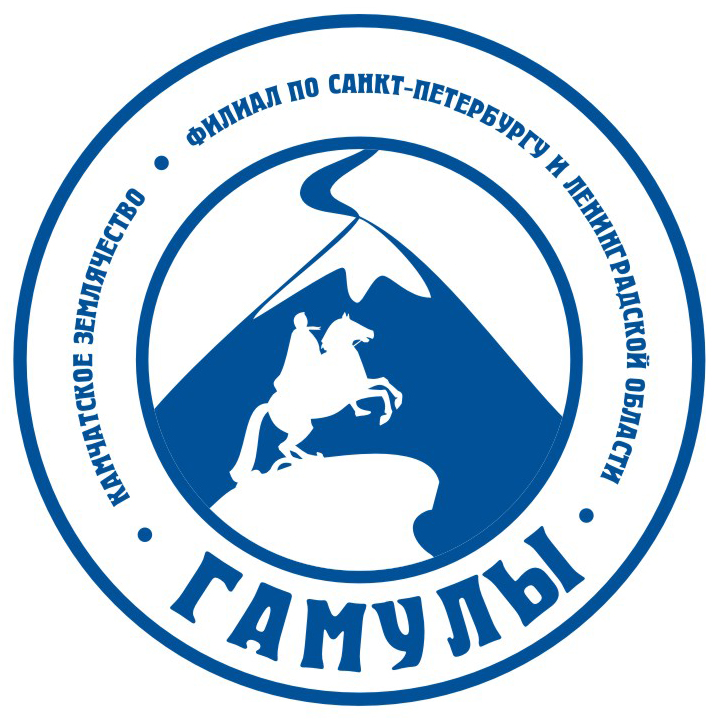 КАМЧАТСКОЕ ЗЕМЛЯЧЕСТВО
ФИЛИАЛ ПО САНКТ-ПЕТЕРБУРГУ И ЛЕНИНГРАДСКОЙ ОБЛАСТИ
ГАМУЛЫ